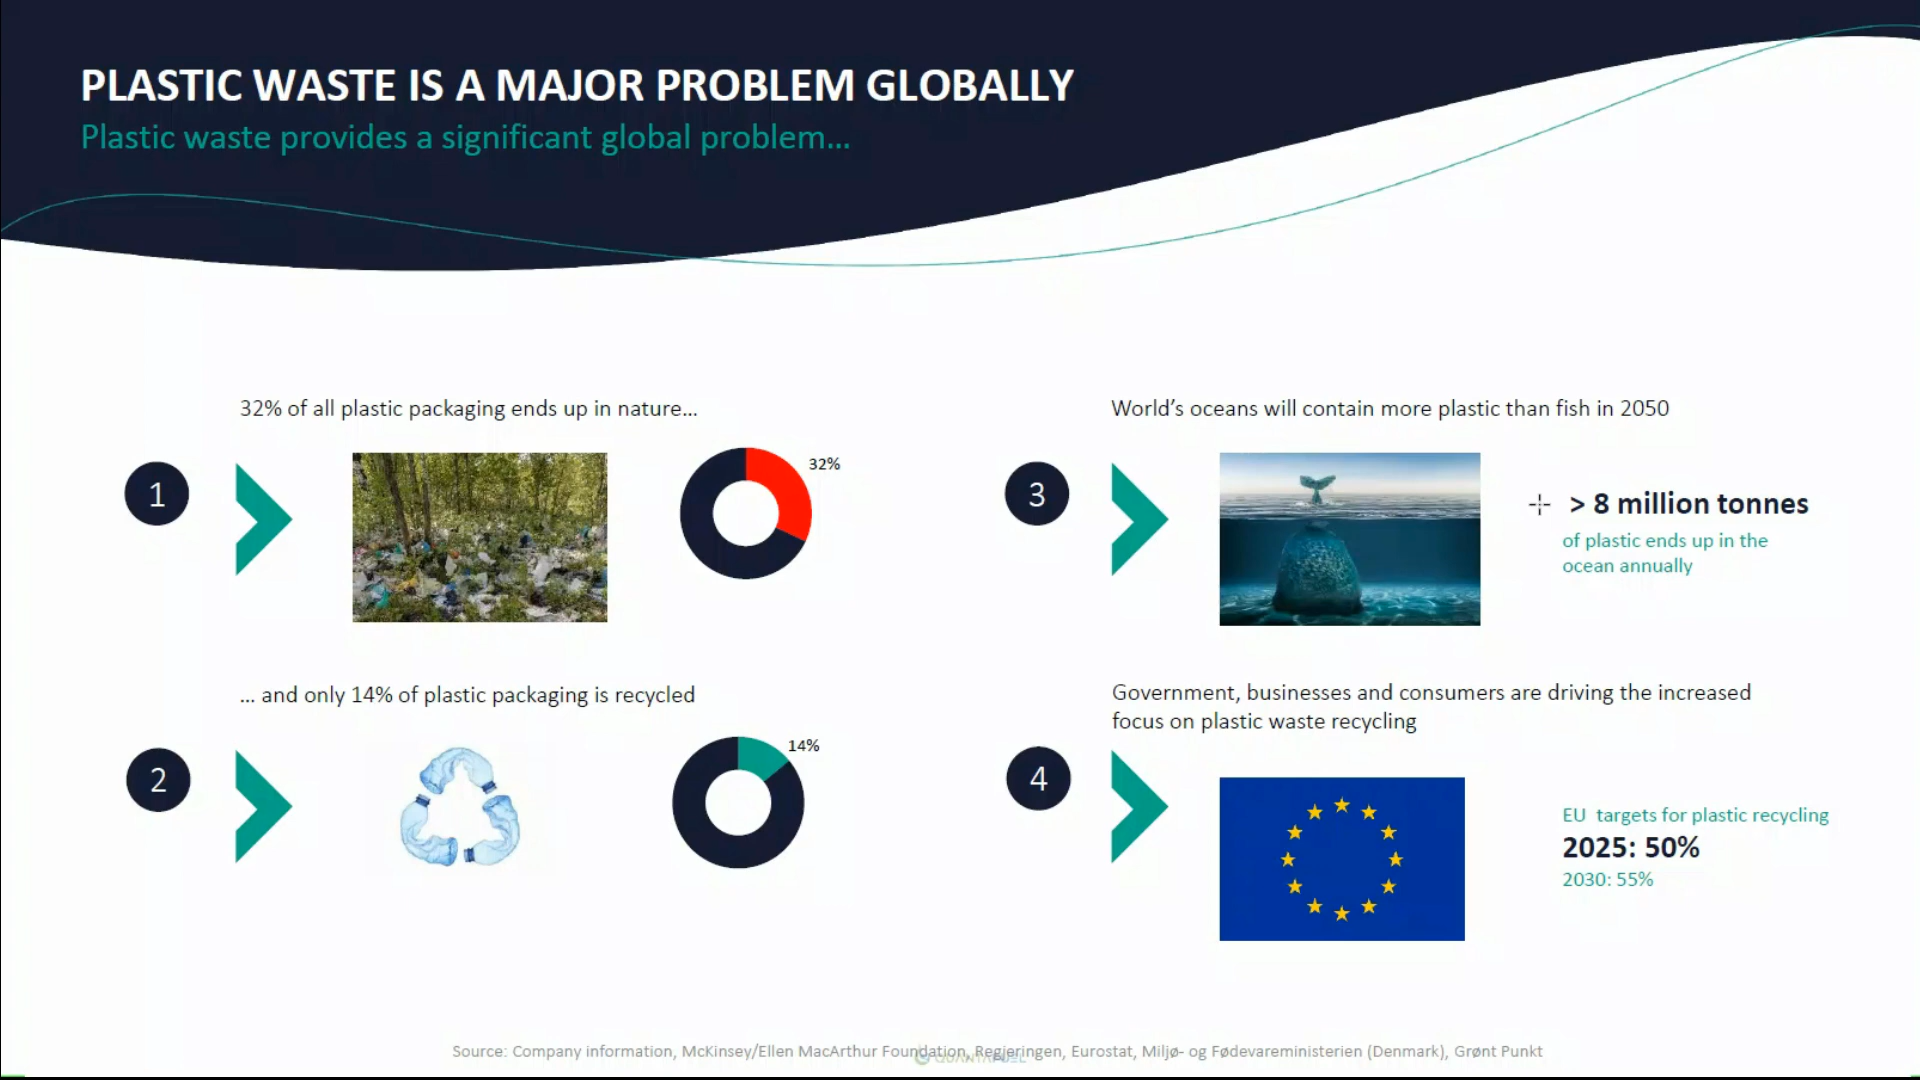 PLASTIC WASTE IS A MAJOR PROBLEM GLOBALLY
Plastic waste provides a significant global problem...
32% of all plastic packaging ends up in nature...
1
32%
... and only 14% of plastic packaging is recycled
2
14%
World's oceans will contain more plastic than fish in 2050
3
> 8 million tonnes
of plastic ends up in the
ocean annually
Government, businesses and consumers are driving the increased
focus on plastic waste recycling
4
EU targets for plastic recycling
2025: 50%
2030: 55%
Source: Company information, McKinsey/Ellen MacArthur Foundation, Regjeringen, Eurostat, Miljø- og Fødevareministerien (Denmark), Grønt Punkt